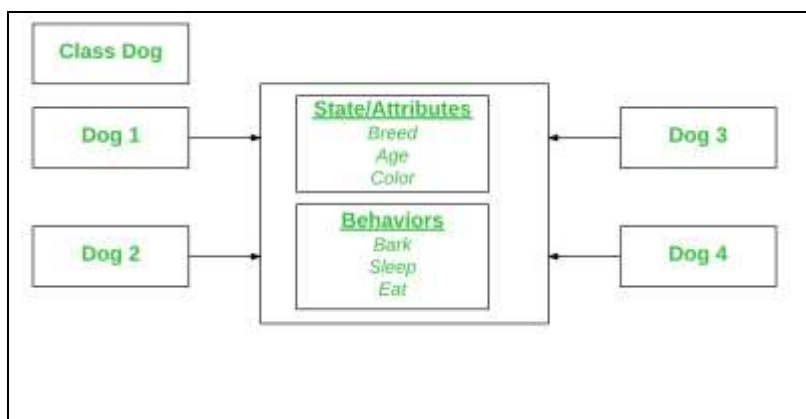 Class Dog
Dog 1
Dog 2
State/Attributes
Breed
Age
Color
Behaviors
Bark
Sleep
Eat
Dog 3
Dog 4